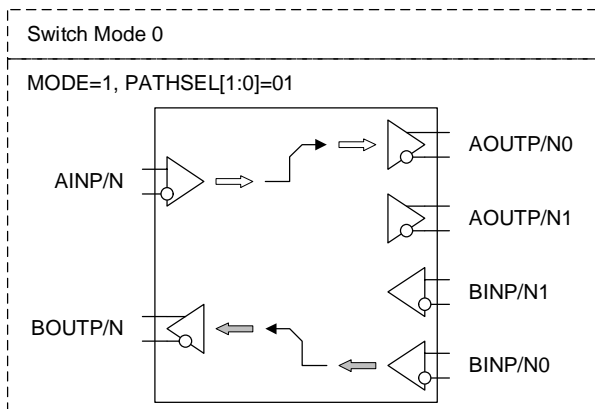 Switch Mode 0
MODE=1, PATHSEL[1:0]=01
AINP/N
AOUTP/N0
AOUTP/N1
BINP/N1
BOUTP/N
BINP/N0